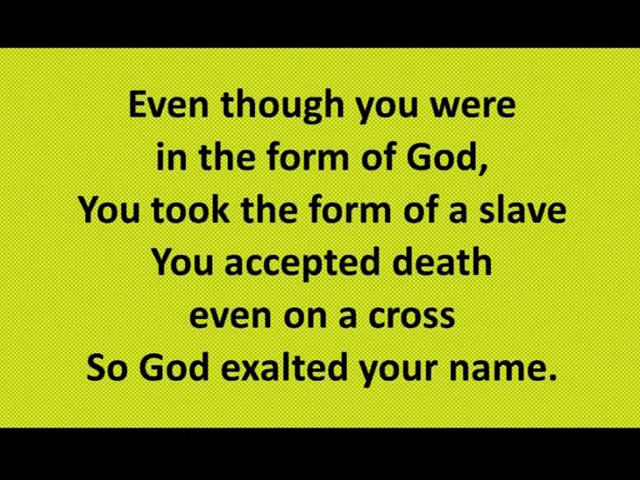 Even though you were
in the form of God,
You took the form of a slave
You accepted death
even on a cross
So God exalted your name.